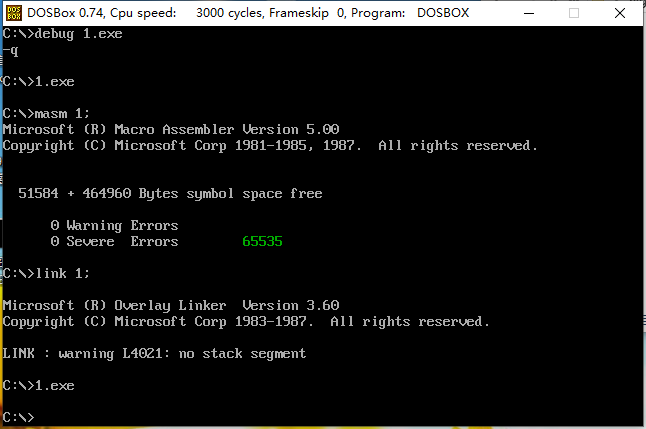 DOSBox 0.74, Cpu speed: 3000 cycles, Frameskip 0, Program: DOSBOX
C:\>debug 1.exe
-q
C:\>1.exe
C:\>masm 1;
Microsoft (R) Macro Assembler Version 5.00
Copyright (C) Microsoft Corp 1981-1985, 1987.  All rights reserved.
51584 + 464960 Bytes symbol space free
0 Warning Errors
0 Severe  Errors 65535
C:\>link 1;
Microsoft (R) Overlay Linker  Version 3.60
Copyright (C) Microsoft Corp 1983-1987.  All rights reserved.
LINK : warning L4021: no stack segment
C:\>1.exe
C:\>